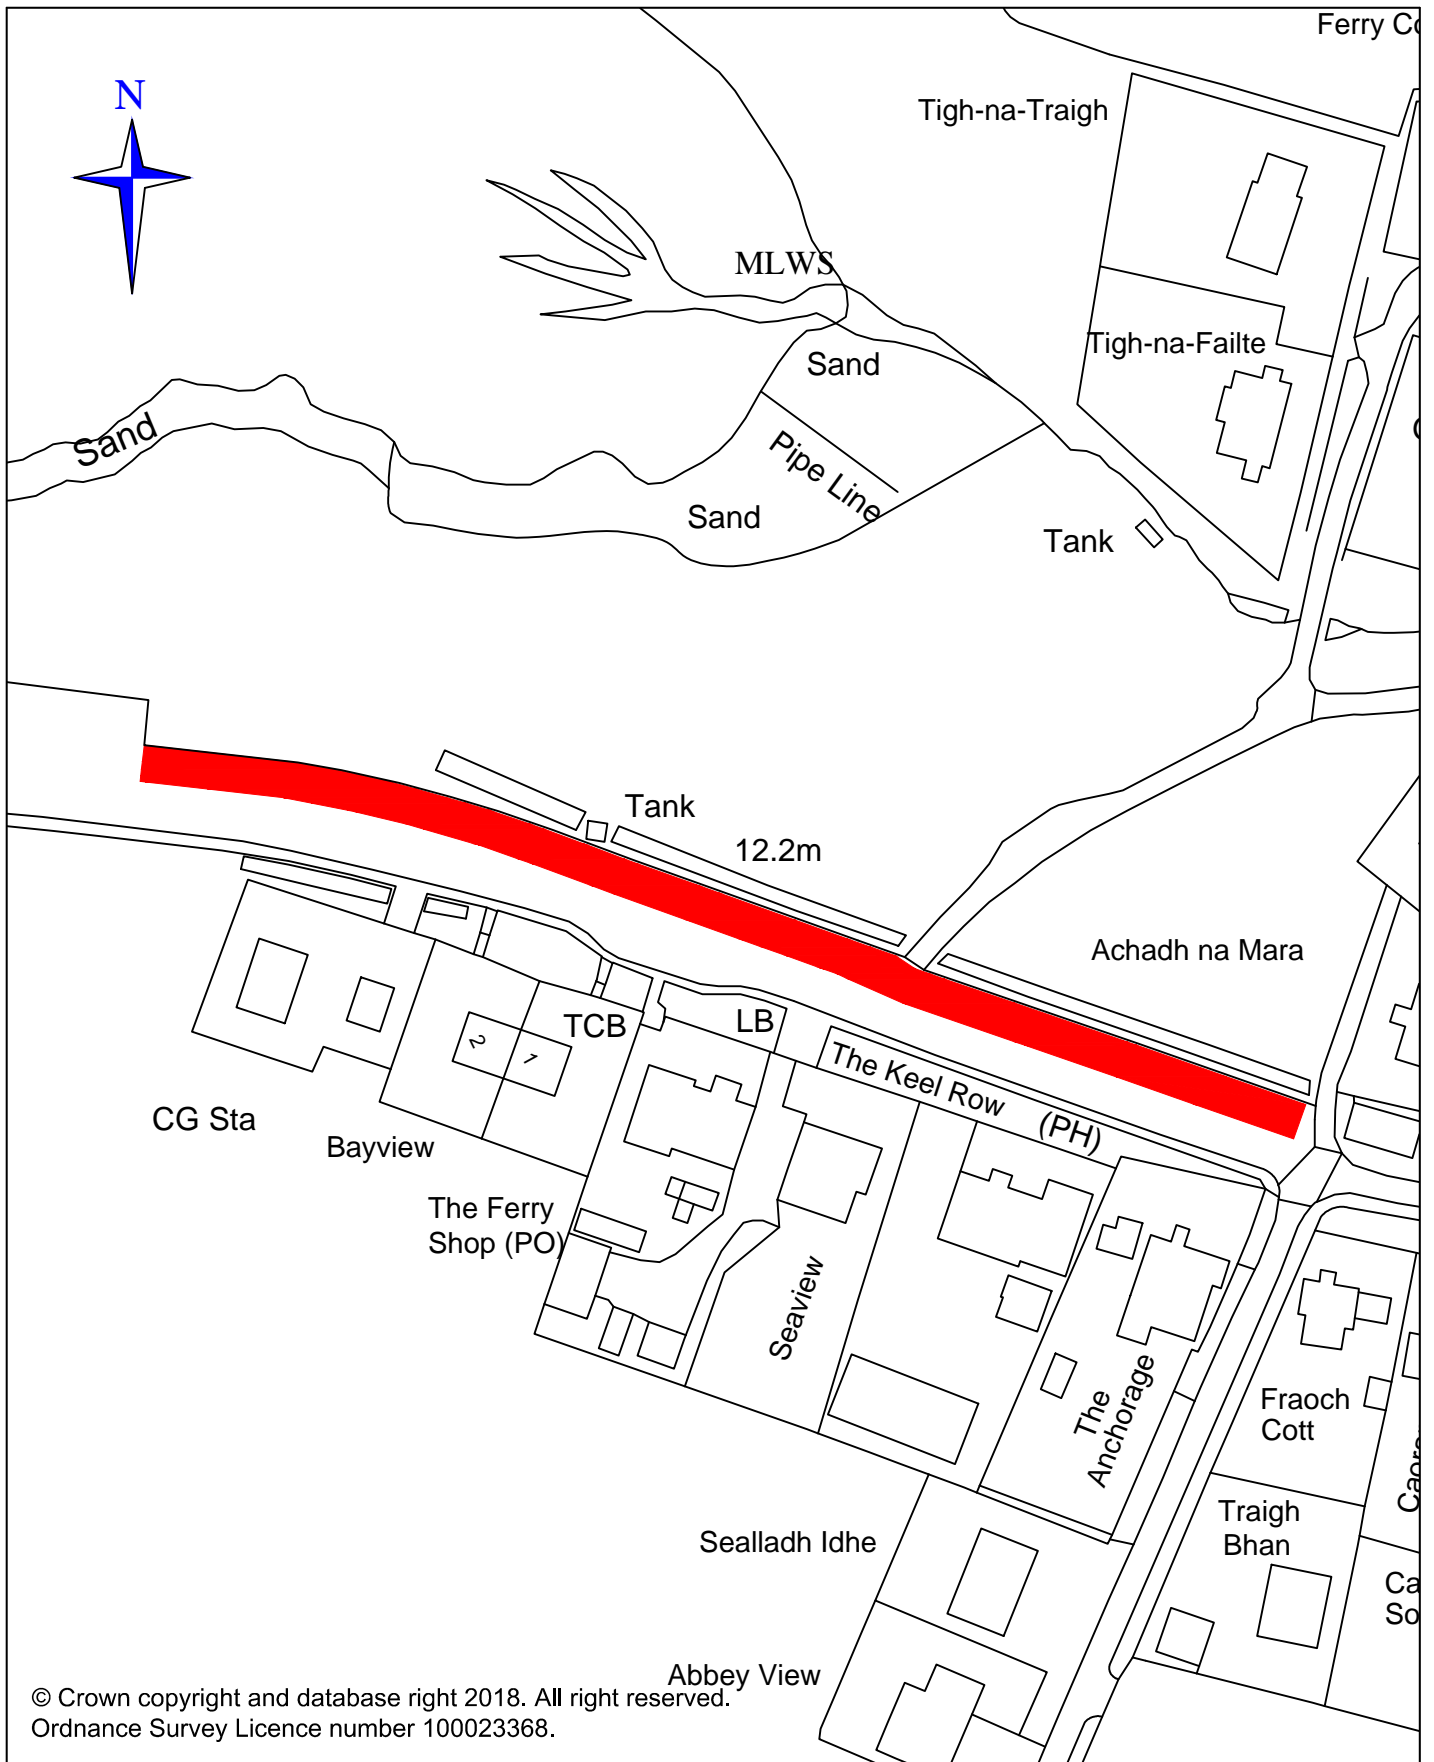 Ferry
N
Tigh-na-Traigh
MLWS
Tigh-na-Failte
Sand
Sand
Pipe Line
Sand
Tank
Tank
12.2m
Achadh na Mara
TCB
LB
2
1
The Keel Row
(PH)
CG Sta
Bayview
The Ferry
Shop (PO)
Seaview
The
Anchorage
Fraoch
Cott
Traigh
Bhan
Sealladh Idhe
Abbey View
© Crown copyright and database right 2018. All right reserved.
Ordnance Survey Licence number 100023368.